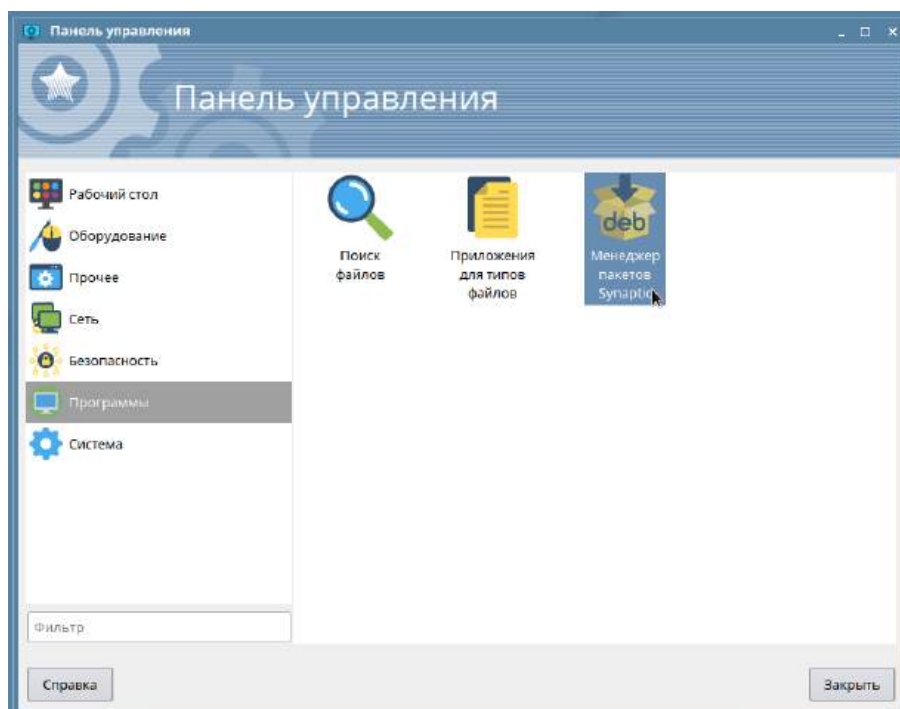 Панель управления
Панель управления
Рабочий стол
Оборудование
Прочее
Сеть
Безопасность
Программы
Система
Поиск
файлов
Приложения
для типов
файлов
deb
Менеджер
пакетов
Synaptic
Фильтр
Справка
Закрыть